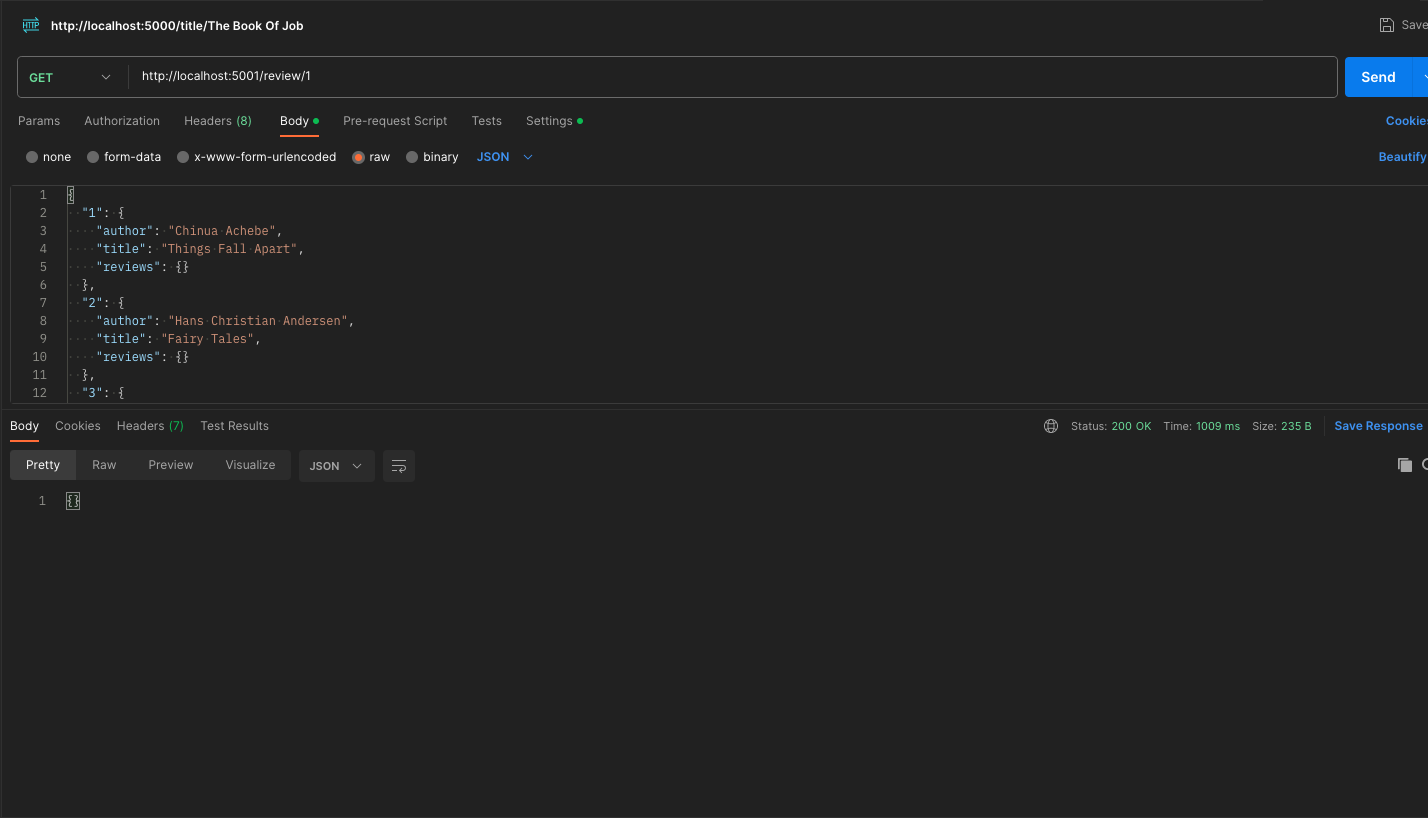 HTTP http://localhost:5000/title/The Book Of Job Save
GET http://localhost:5001/review/1 Send
Params Authorization Headers (8) Body Pre-request Script Tests Settings Cookies
none form-data x-www-form-urlencoded raw binary JSON Beautify
1 {
2 "1": {
3 "author": "Chinua Achebe",
4 "title": "Things Fall Apart",
5 "reviews": {}
6 },
7 "2": {
8 "author": "Hans Christian Andersen",
9 "title": "Fairy Tales",
10 "reviews": {}
11 },
12 "3": {
Body Cookies Headers (7) Test Results Status: 200 OK Time: 1009 ms Size: 235 B Save Response
Pretty Raw Preview Visualize JSON
1 {}